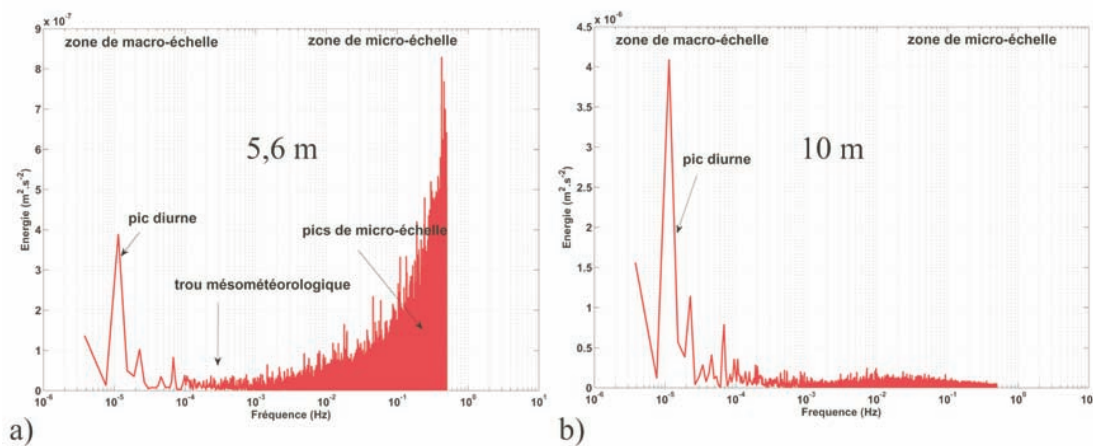 x 10-7
9
8
7
6
5
4
3
2
1
0
Energie (m2.s-2)
zone de macro-échelle
zone de micro-échelle
5,6 m
pic diurne
pics de micro-échelle
trou mésométéorologique
10-6
10-5
10-4
10-3
10-2
10-1
100
101
Fréquence (Hz)
a)
x 10-6
4.5
4
3.5
3
2.5
2
1.5
1
0.5
0
Energie (m2.s-2)
zone de macro-échelle
zone de micro-échelle
10 m
pic diurne
10-6
10-5
10-4
10-3
10-2
10-1
100
101
Frequence (Hz)
b)